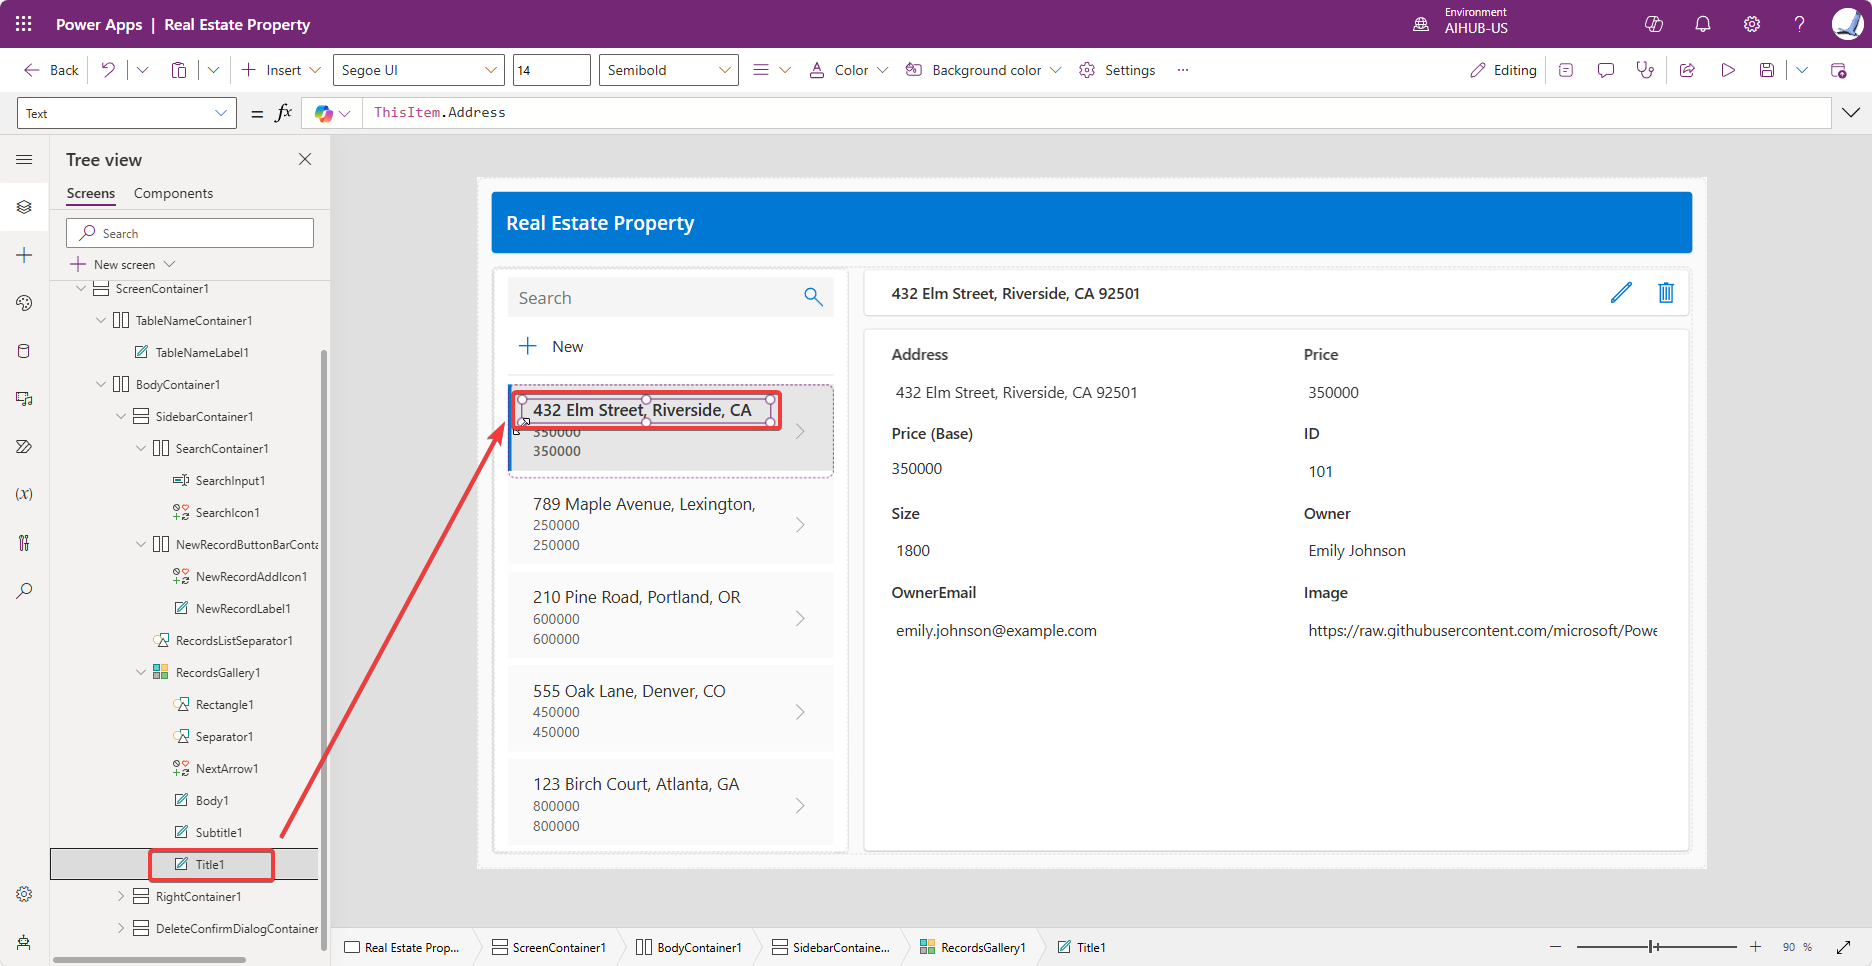 Power Apps | Real Estate Property
Environment
AIHUB-US
?
Back
Insert
Segoe UI
14
Semibold
Color
Background color
Settings
...
Editing
Text
= fx
ThisItem.Address
Tree view
Screens
Components
Search
New screen
ScreenContainer1
TableNameContainer1
TableNameLabel1
BodyContainer1
SidebarContainer1
SearchContainer1
SearchInput1
SearchIcon1
NewRecordButtonBarConta
NewRecordAddIcon1
NewRecordLabel1
RecordsListSeparator1
RecordsGallery1
Rectangle1
Separator1
NextArrow1
Body1
Subtitle1
Title1
RightContainer1
DeleteConfirmDialogContainer
(x)
Real Estate Property
Search
New
432 Elm Street, Riverside, CA
350000
350000
789 Maple Avenue, Lexington,
250000
250000
210 Pine Road, Portland, OR
600000
600000
555 Oak Lane, Denver, CO
450000
450000
123 Birch Court, Atlanta, GA
800000
800000
432 Elm Street, Riverside, CA 92501
Address
Price
432 Elm Street, Riverside, CA 92501
350000
Price (Base)
ID
350000
101
Size
Owner
1800
Emily Johnson
OwnerEmail
Image
emily.johnson@example.com
https://raw.githubusercontent.com/microsoft/Powe
Real Estate Prop...
ScreenContainer1
BodyContainer1
SidebarContaine...
RecordsGallery1
Title1
90 %